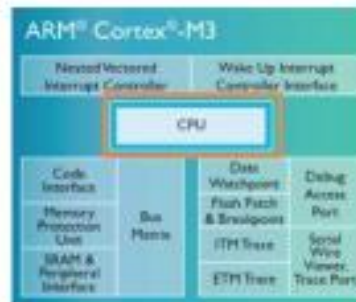 ARM® Cortex®-M3
Nested Vectored
Interrupt Controller
Wake Up Interrupt
Controller Interface
CPU
Code
Interface
Memory
Protection
Unit
SRAM &
Peripheral
Interface
Bus
Matrix
Data
Watchpoint
Flash Patch
& Breakpoint
ITM Trace
ETM Trace
Debug
Access
Port
Serial
Wire
Viewer,
Trace Port